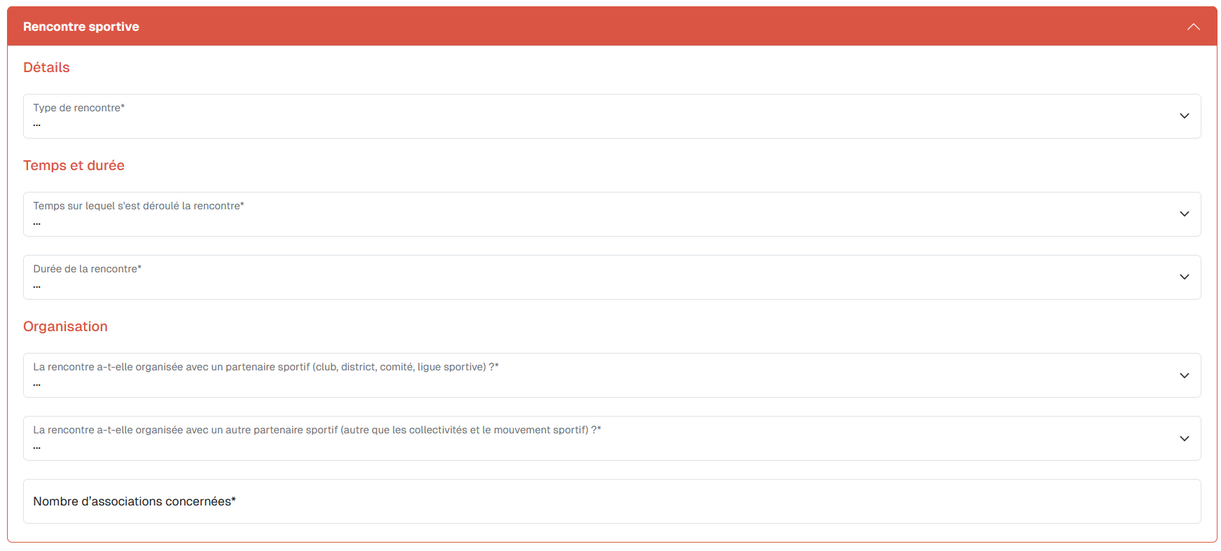 Rencontre sportive
Détails
Type de rencontre*
...
Temps et durée
Temps sur lequel s'est déroulé la rencontre*
...
Durée de la rencontre*
...
Organisation
La rencontre a-t-elle organisée avec un partenaire sportif (club, district, comité, ligue sportive) ?*
...
La rencontre a-t-elle organisée avec un autre partenaire sportif (autre que les collectivités et le mouvement sportif) ?*
...
Nombre d'associations concernées*